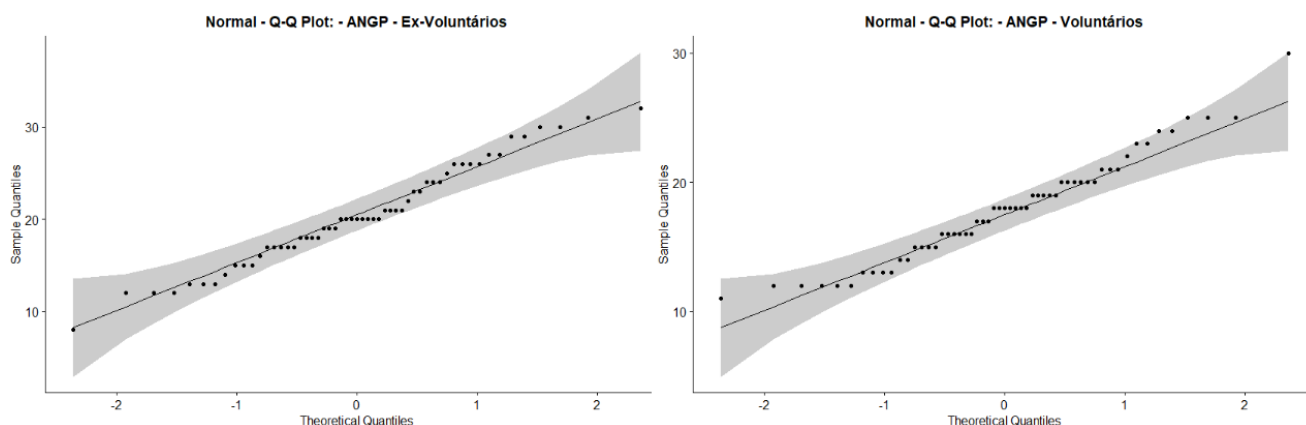 Normal - Q-Q Plot: - ANGP - Ex-Voluntários
Sample Quantiles
30
20
10
-2
-1
0
1
2
Theoretical Quantiles
Normal - Q-Q Plot: - ANGP - Voluntários
Sample Quantiles
30
20
10
-2
-1
0
1
2
Theoretical Quantiles